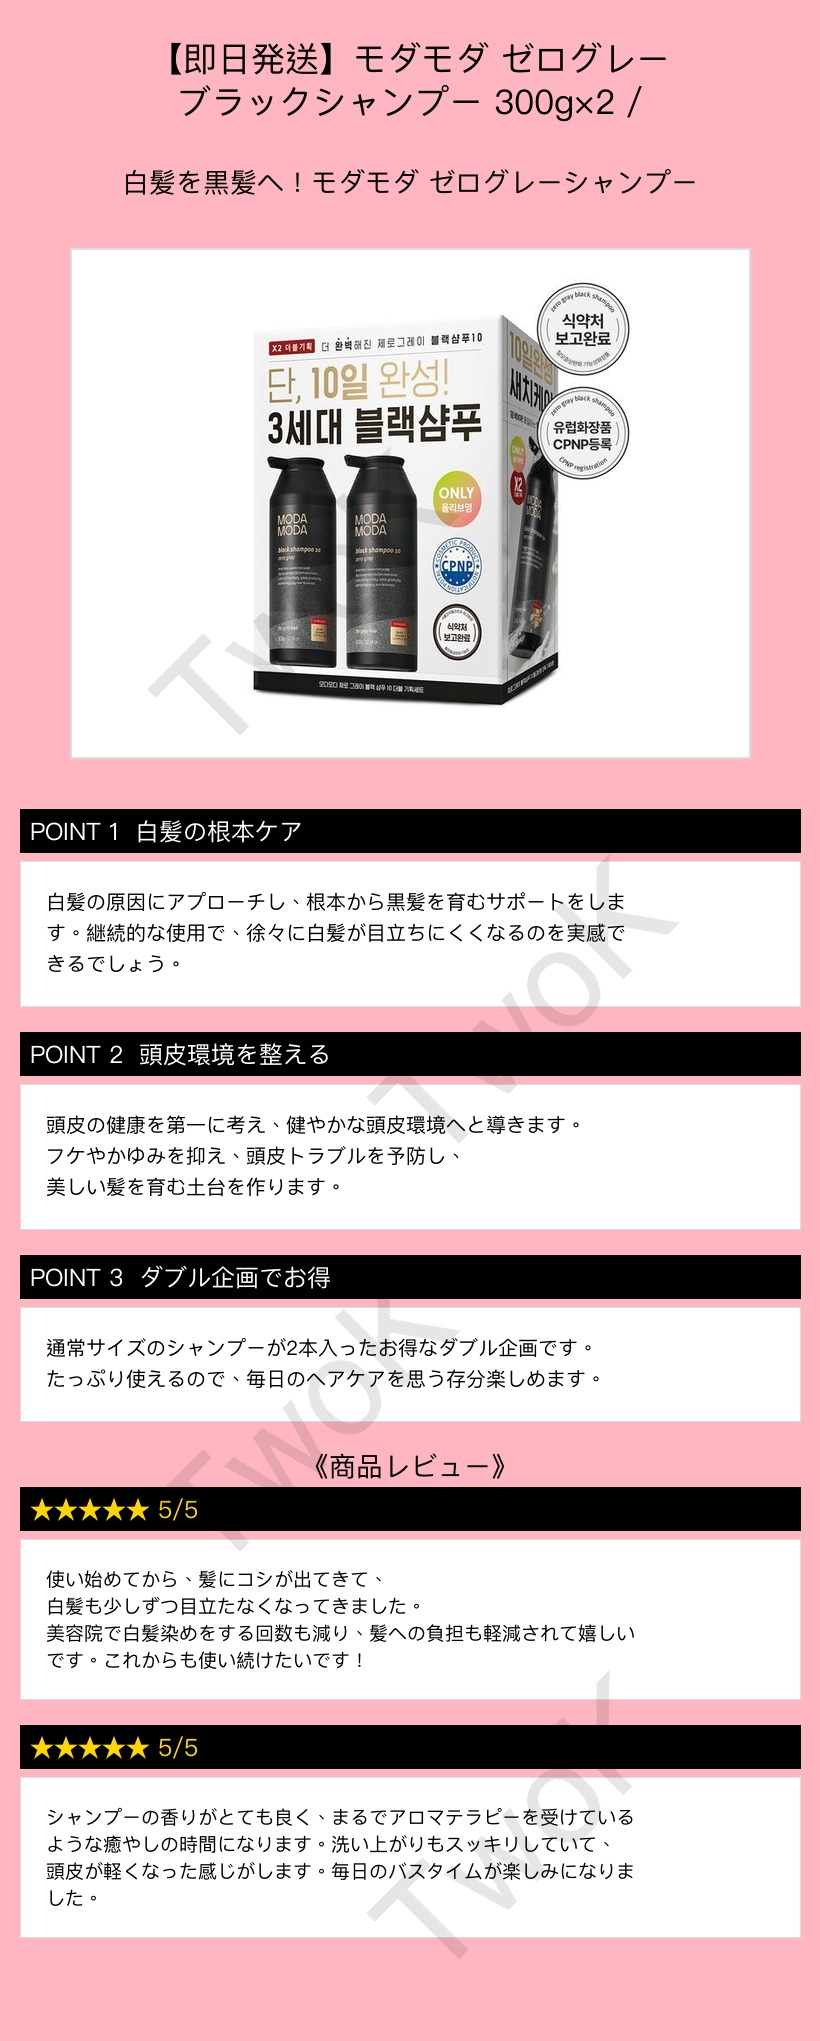 【即日発送】モダモダ ゼログレー
ブラックシャンプー 300g×2 /
白髪を黒髪へ！モダモダ ゼログレーシャンプー
zero gray black shampoo
식약처
보고완료
zero gray black shampoo
유럽화장품
CPNP등록
CPNP registration
X2 더블기획 더 완벽해진 제로그레이 블랙샴푸10
단, 10일 완성!
3세대 블랙샴푸
10일완성
새치케어
X2
MODA
MODA
black shampoo 10
zero gray
MODA
MODA
black shampoo 10
zero gray
ONLY
올리브영
COSMETIC PRODUCTS
CPNP
NOTIFICATION PORTAL
식약처
보고완료
모다모다 제로 그레이 블랙 샴푸 10 더블 기획세트
POINT 1 白髪の根本ケア
白髪の原因にアプローチし、根本から黒髪を育むサポートをしま
す。継続的な使用で、徐々に白髪が目立ちにくくなるのを実感で
きるでしょう。
POINT 2 頭皮環境を整える
頭皮の健康を第一に考え、健やかな頭皮環境へと導きます。
フケやかゆみを抑え、頭皮トラブルを予防し、
美しい髪を育む土台を作ります。
POINT 3 ダブル企画でお得
通常サイズのシャンプーが2本入ったお得なダブル企画です。
たっぷり使えるので、毎日のヘアケアを思う存分楽しめます。
《商品レビュー》
★★★★★ 5/5
使い始めてから、髪にコシが出てきて、
白髪も少しずつ目立たなくなってきました。
美容院で白髪染めをする回数も減り、髪への負担も軽減されて嬉しい
です。これからも使い続けたいです！
★★★★★ 5/5
シャンプーの香りがとても良く、まるでアロマテラピーを受けている
ような癒やしの時間になります。洗い上がりもスッキリしていて、
頭皮が軽くなった感じがします。毎日のバスタイムが楽しみになりま
した。
TwoK
TwoK
TwoK
TwoK